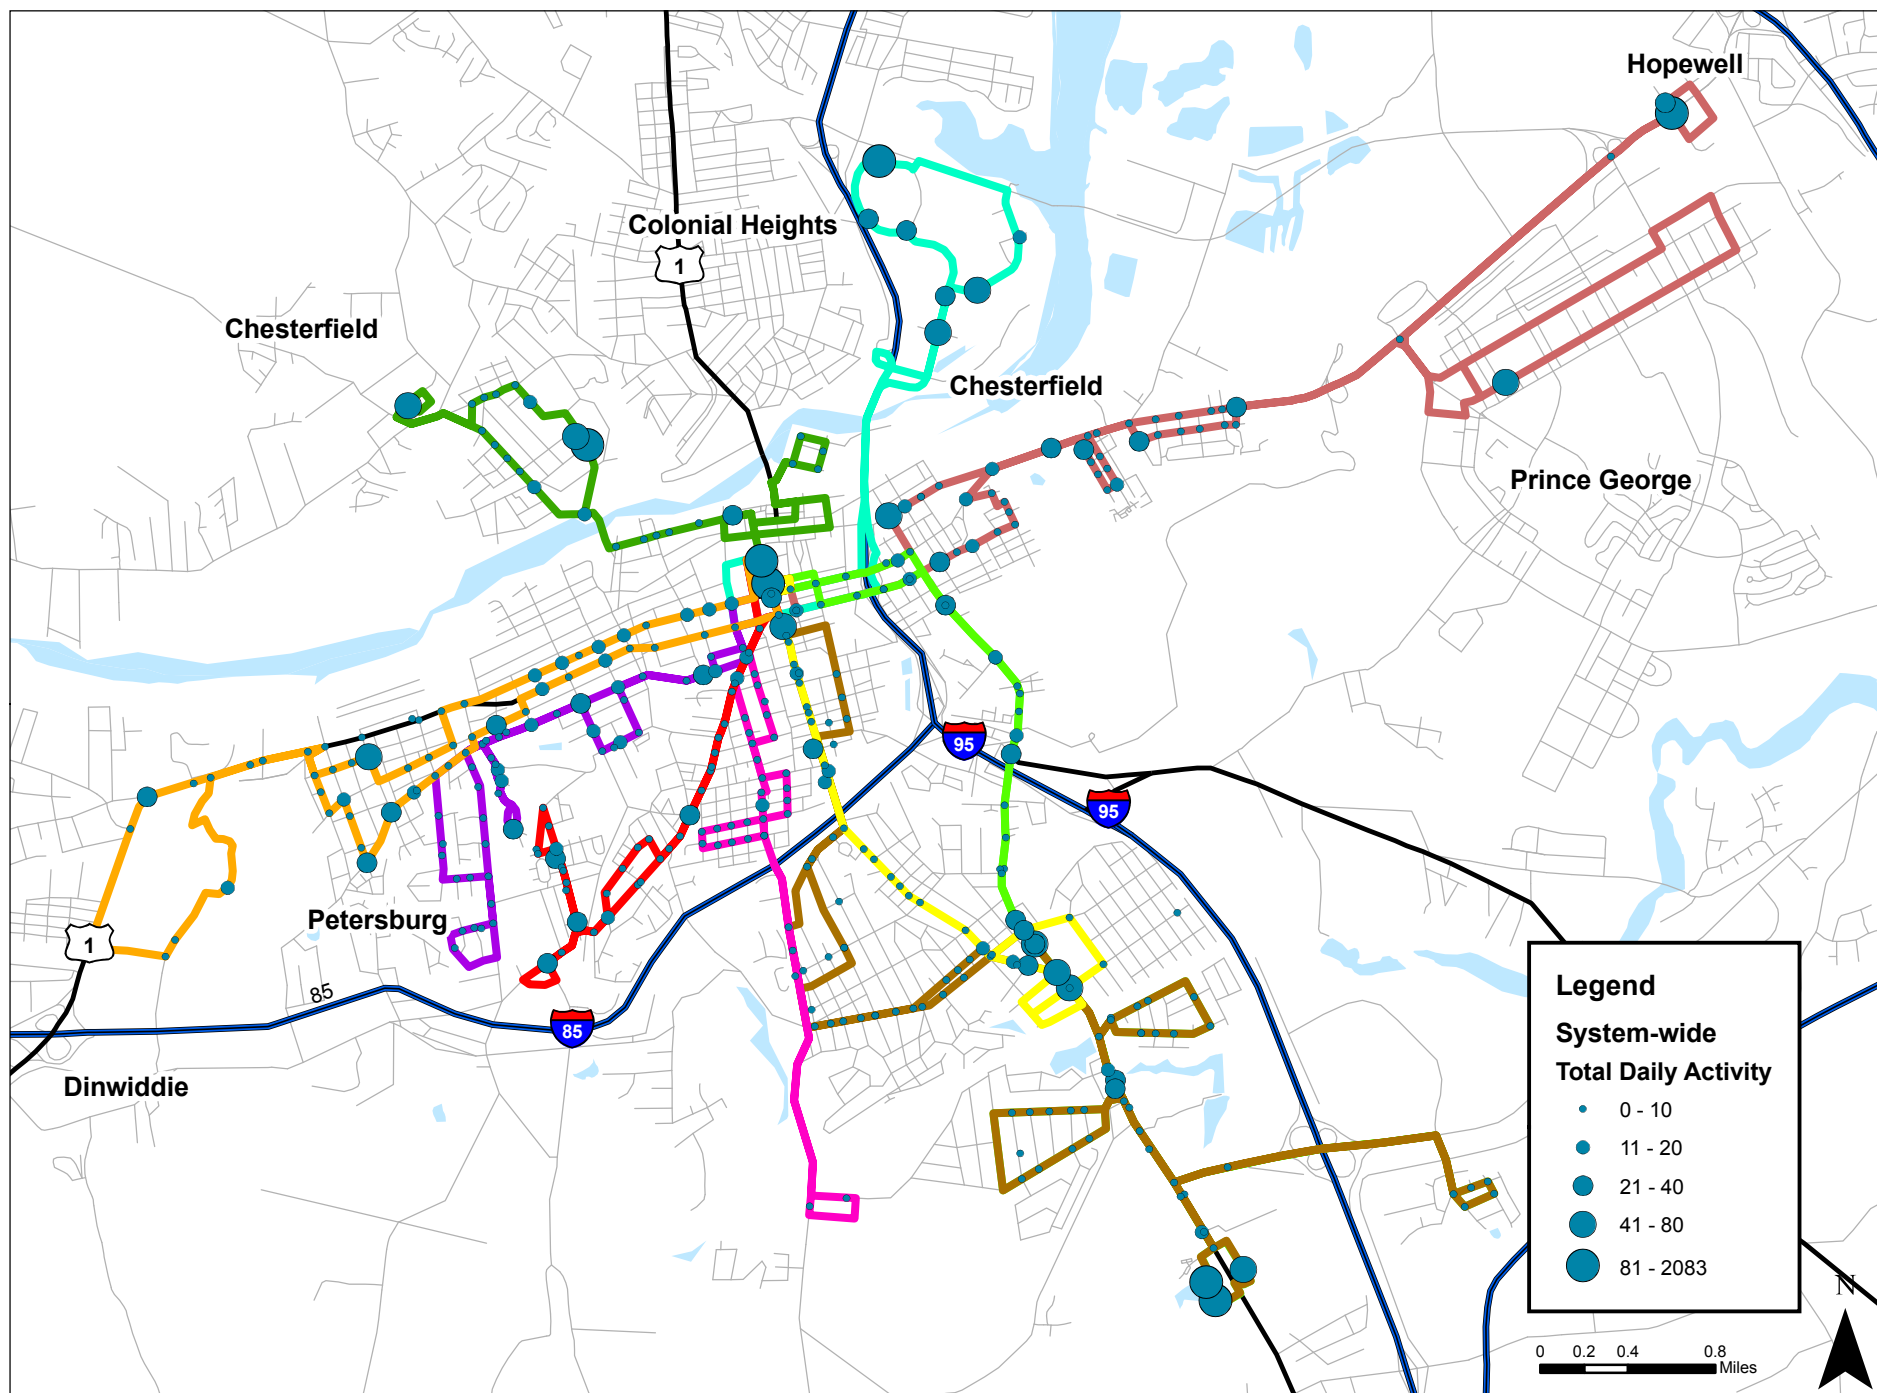 Hopewell
Colonial Heights
1
Chesterfield
Chesterfield
Prince George
95
95
Petersburg
1
85
85
Dinwiddie
Legend
System-wide
Total Daily Activity
0 - 10
11 - 20
21 - 40
41 - 80
81 - 2083
N
0 0.2 0.4 0.8
Miles